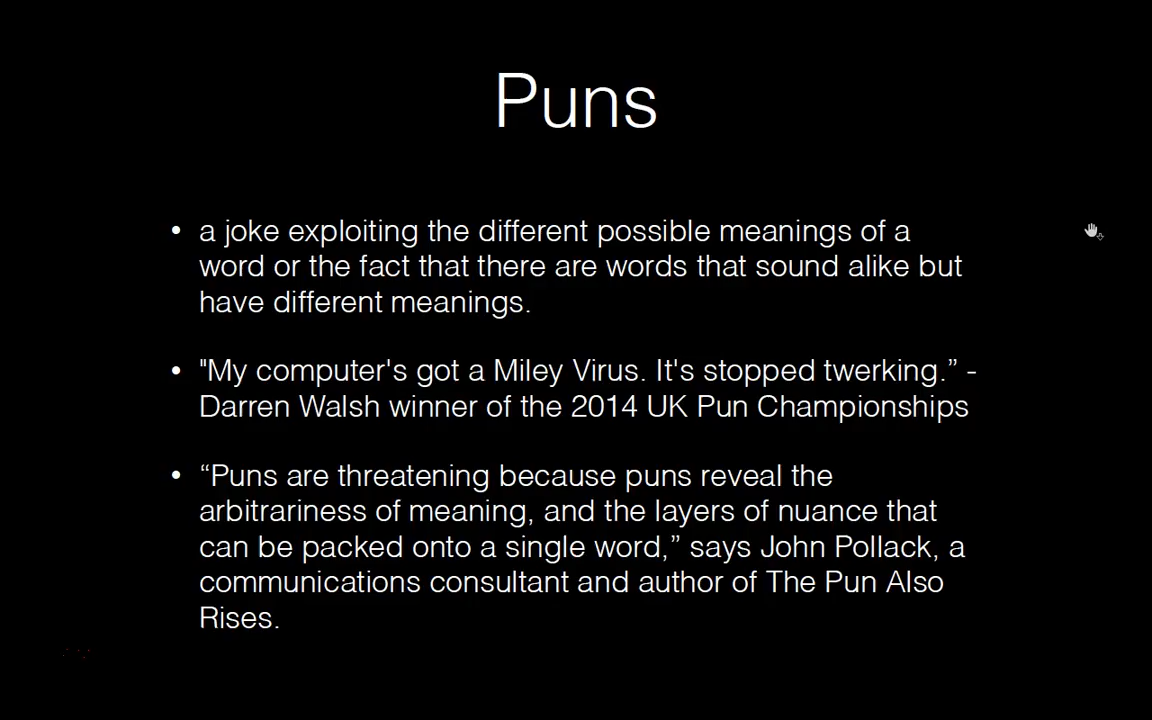 Puns
• a joke exploiting the different possible meanings of a
word or the fact that there are words that sound alike but
have different meanings.
• "My computer's got a Miley Virus. It's stopped twerking.” -
Darren Walsh winner of the 2014 UK Pun Championships
• “Puns are threatening because puns reveal the
arbitrariness of meaning, and the layers of nuance that
can be packed onto a single word,” says John Pollack, a
communications consultant and author of The Pun Also
Rises.